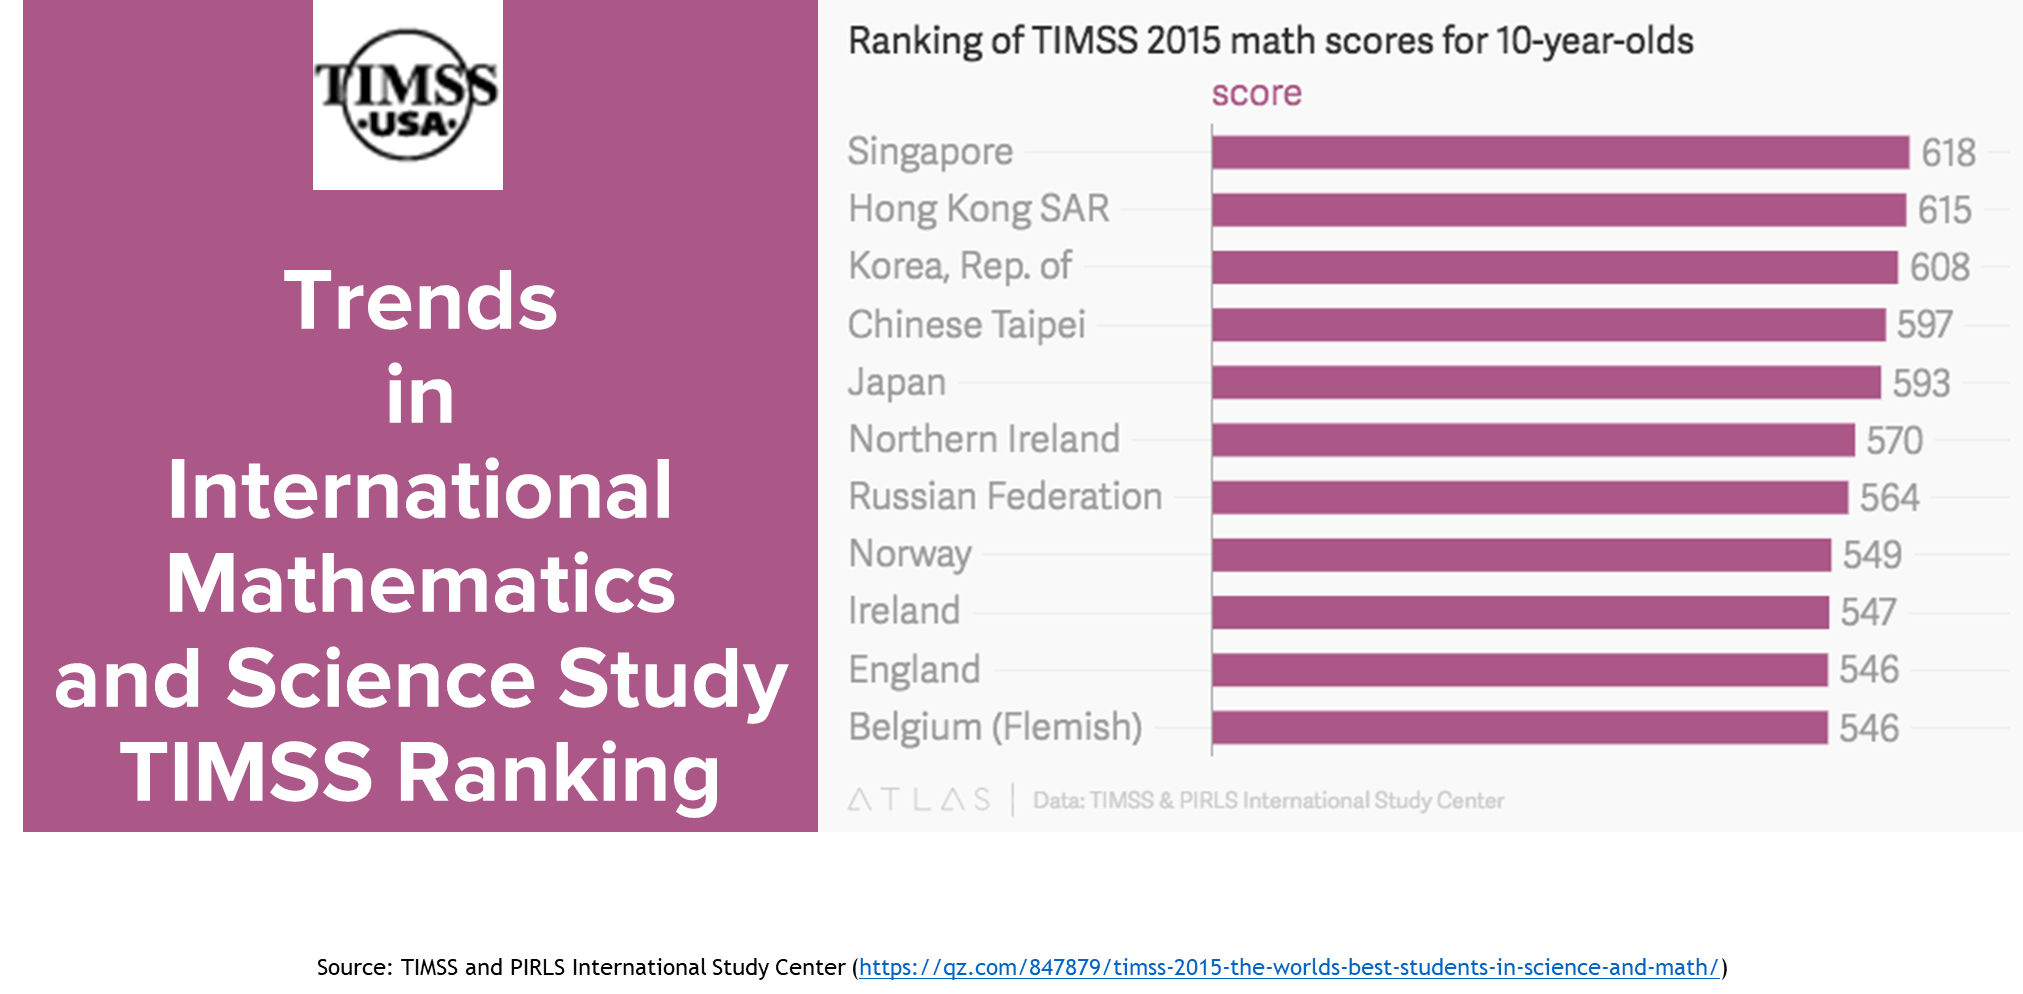 TIMSS
•USA•
Trends
in
International
Mathematics
and Science Study
TIMSS Ranking
Ranking of TIMSS 2015 math scores for 10-year-olds
score
Singapore 618
Hong Kong SAR 615
Korea, Rep. of 608
Chinese Taipei 597
Japan 593
Northern Ireland 570
Russian Federation 564
Norway 549
Ireland 547
England 546
Belgium (Flemish) 546
ATLAS | Data: TIMSS & PIRLS International Study Center
Source: TIMSS and PIRLS International Study Center (https://qz.com/847879/timss-2015-the-worlds-best-students-in-science-and-math/)